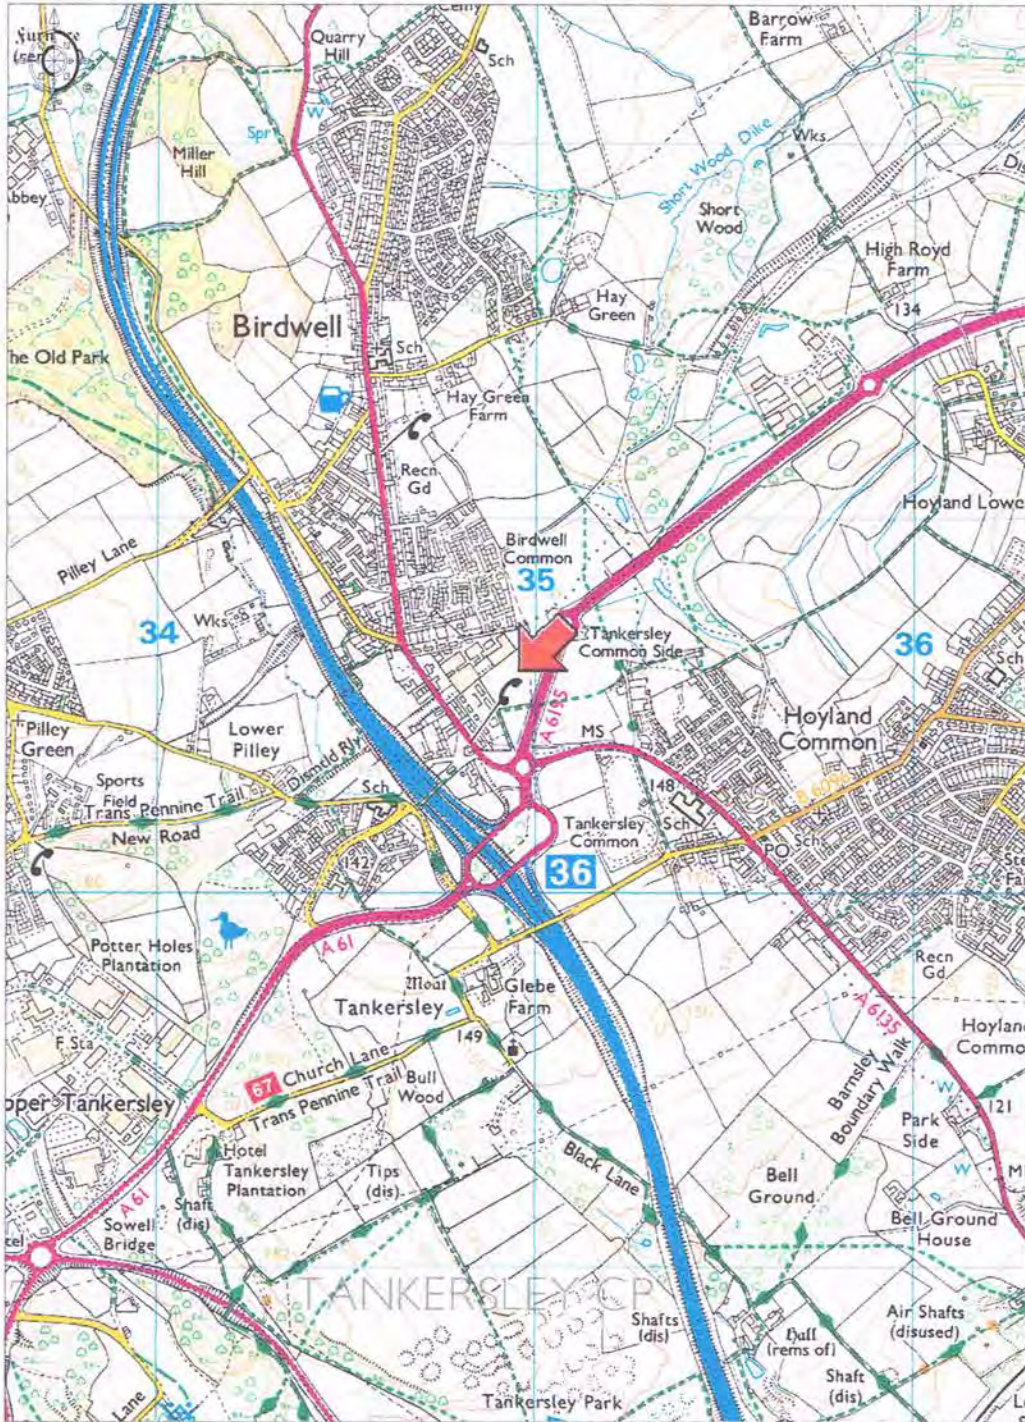 Cemy
Quarry
Hill
Sch
Barrow
Farm
W
Spr
Miller
Hill
Wks
Short Wood Dike
Short
Wood
High Royd
Farm
Hay
Green
134
Birdwell
Sch
The Old Park
Hay Green
Farm
Recn
Gd
Birdwell
Common
35
Pilley Lane
Wks
34
Tankersley
Common Side
36
Sch
Pilley
Green
Lower
Pilley
A 6195
MS
Hoyland
Common
Sports
Field
Dismtd Rly
Sch
Trans Pennine Trail
New Road
148
Sch
B 6096
Tankersley
Common
PO
Sch
142
36
A 61
Potter Holes
Plantation
Moat
Glebe
Farm
Tankersley
Recn
Gd
A 6135
149
F Sta
67
Church Lane
Trans Pennine Trail
Bull
Wood
Barnsley
Boundary Walk
Hoyland
W
121
Park
Side
Upper Tankersley
Hotel
Tankersley
Plantation
Tips
(dis)
Black Lane
Bell
Ground
W
A 61
Shaft
(dis)
Sowell
Bridge
Bell Ground
House
TANKERSLEY CP
Shafts
(dis)
Hall
(rems of)
Air Shafts
(disused)
Shaft
(dis)
Tankersley Park
Lane